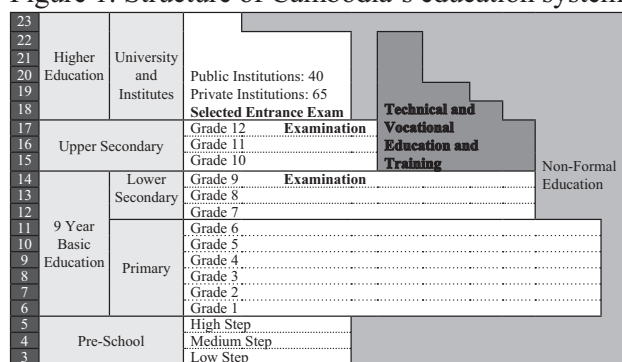 Figure 1: Structure of Cambodia's education system
23
22
21 Higher University
20 Education and Public Institutions: 40
19 Institutes Private Institutions: 65
18 Selected Entrance Exam Technical and
17 Grade 12 Examination Vocational
16 Upper Secondary Grade 11 Education and
15 Grade 10 Training Non-Formal
14 Lower Grade 9 Examination Education
13 Secondary Grade 8
12 Grade 7
11 9 Year Grade 6
10 Basic Grade 5
9 Education Primary Grade 4
8 Grade 3
7 Grade 2
6 Grade 1
5 High Step
4 Pre-School Medium Step
3 Low Step